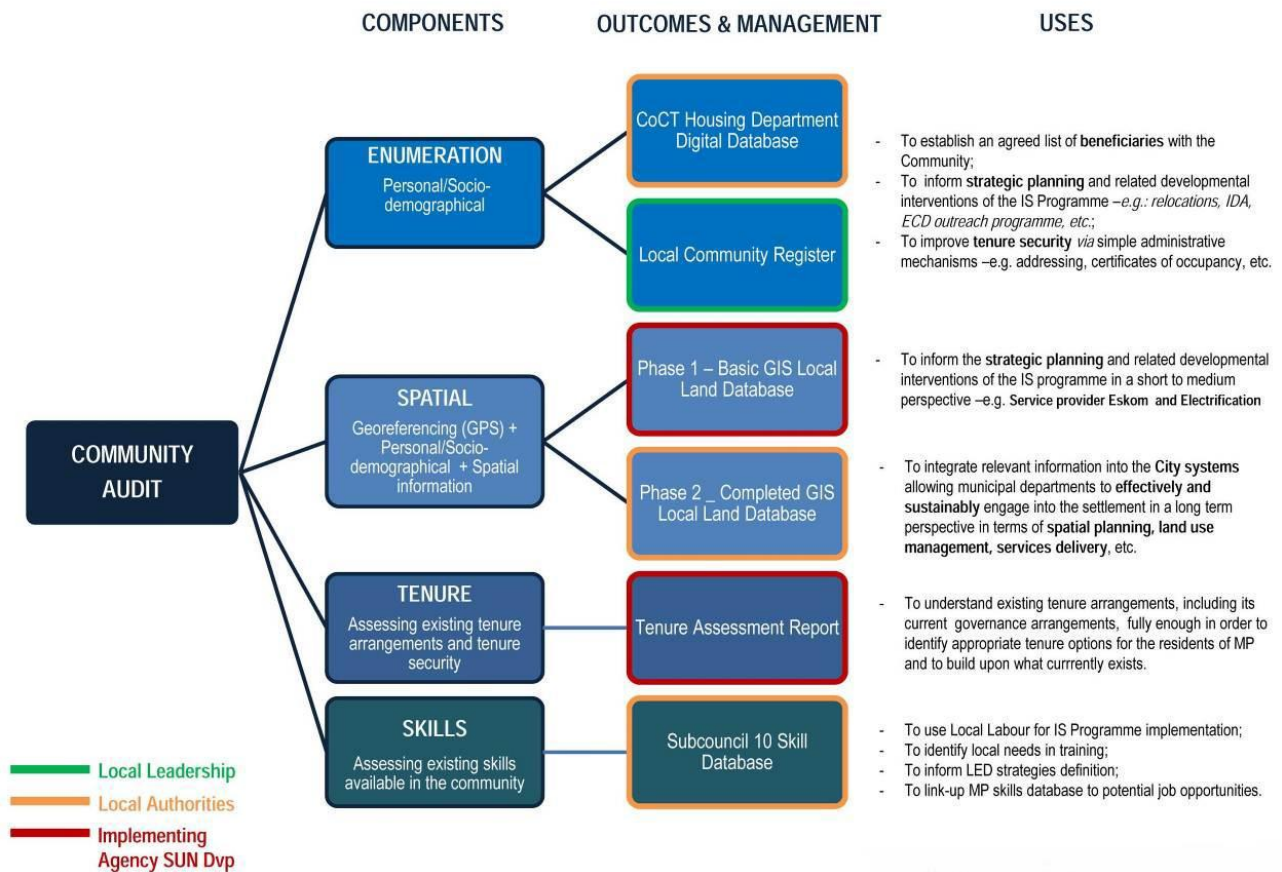 COMPONENTS
OUTCOMES & MANAGEMENT
USES
COMMUNITY
AUDIT
ENUMERATION
Personal/Socio-
demographical
CoCT Housing Department
Digital Database
Local Community Register
- To establish an agreed list of beneficiaries with the
Community;
- To inform strategic planning and related developmental
interventions of the IS Programme –e.g.: relocations, IDA,
ECD outreach programme, etc.;
- To improve tenure security via simple administrative
mechanisms –e.g. addressing, certificates of occupancy, etc.
SPATIAL
Georeferencing (GPS) +
Personal/Socio-
demographical + Spatial
information
Phase 1 – Basic GIS Local
Land Database
- To inform the strategic planning and related developmental
interventions of the IS programme in a short to medium
perspective –e.g. Service provider Eskom and Electrification
Phase 2 _ Completed GIS
Local Land Database
- To integrate relevant information into the City systems
allowing municipal departments to effectively and
sustainably engage into the settlement in a long term
perspective in terms of spatial planning, land use
management, services delivery, etc.
TENURE
Assessing existing tenure
arrangements and tenure
security
Tenure Assessment Report
- To understand existing tenure arrangements, including its
current governance arrangements, fully enough in order to
identify appropriate tenure options for the residents of MP
and to build upon what currrently exists.
SKILLS
Assessing existing skills
available in the community
Subcouncil 10 Skill
Database
- To use Local Labour for IS Programme implementation;
- To identify local needs in training;
- To inform LED strategies definition;
- To link-up MP skills database to potential job opportunities.
Local Leadership
Local Authorities
Implementing
Agency SUN Dvp